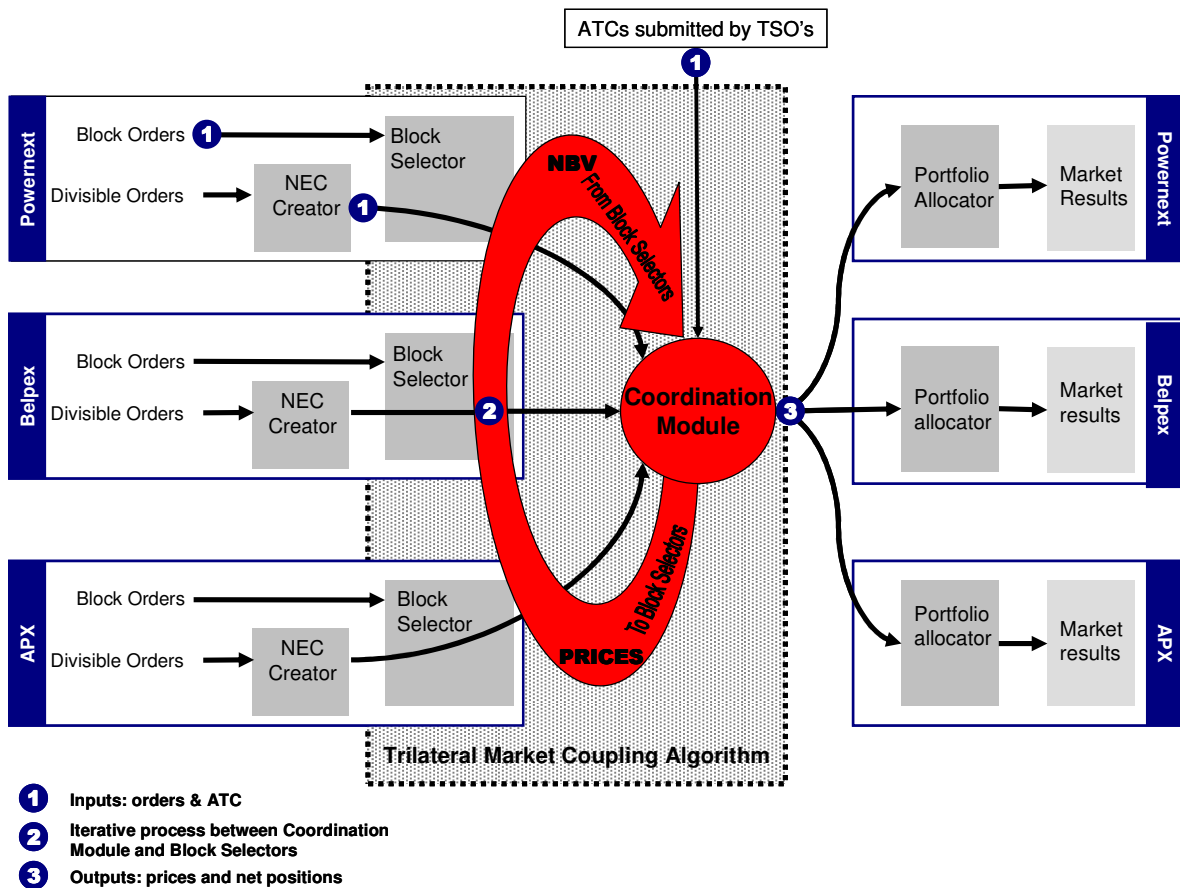 ATCs submitted by TSO's
1
Powernext
Block Orders
1
Block
Selector
Divisible Orders
NEC
Creator
1
Belpex
Block Orders
Block
Selector
Divisible Orders
NEC
Creator
2
APX
Block Orders
Block
Selector
Divisible Orders
NEC
Creator
NBV
From Block Selectors
Coordination
Module
To Block Selectors
PRICES
Trilateral Market Coupling Algorithm
3
Portfolio
Allocator
Market
Results
Powernext
Portfolio
allocator
Market
results
Belpex
Portfolio
allocator
Market
results
APX
1 Inputs: orders & ATC
2 Iterative process between Coordination
Module and Block Selectors
3 Outputs: prices and net positions